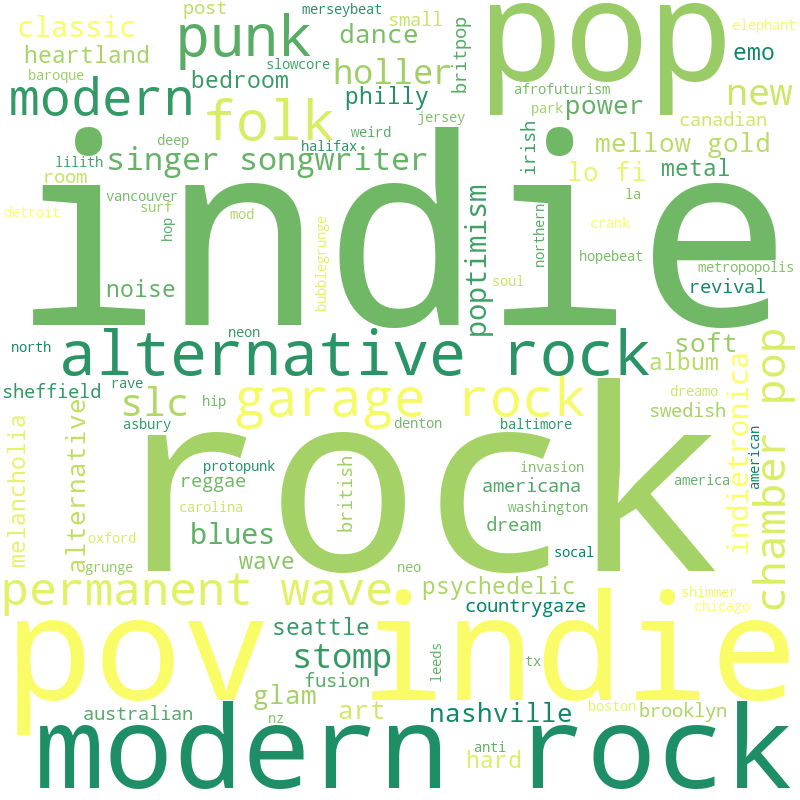 post
merseybeat
small
elephant
classic
punk
dance
pop
heartland
slowcore
britpop
emo
baroque
bedroom
holler
modern
philly
afrofuturism
new
folk
jersey
park
power
canadian
deep
weird
irish
mellow gold
halifax
lilith
singer songwriter
lo fi
metal
room
indie
vancouver
la
detroit
surf
mod
hop
bubblegrunge
poptimism
northern
crank
hopebeat
metropopolis
noise
soul
revival
neon
north
alternative rock
soft
album
indietronica
chamber pop
sheffield
rave
slc
hip
garage rock
dreamo
asbury
denton
baltimore
swedish
melancholia
alternative
rock
american
protopunk
british
invasion
reggae
americana
america
carolina
washington
blues
dream
oxford
socal
wave
grunge
neo
permanent wave
psychedelic
shimmer
countrygaze
chicago
pov indie
seattle
stomp
leeds
tx
fusion
glam
australian
nz
art
nashville
boston
brooklyn
modern rock
anti
hard